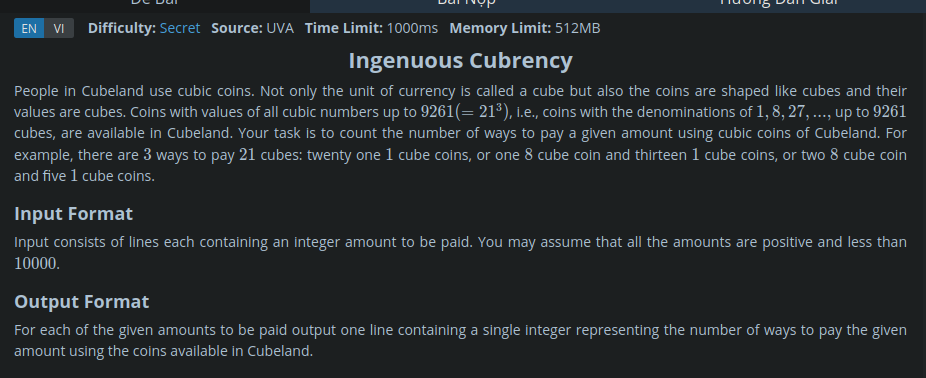 Đề Bài Bài Nộp Hướng Dẫn Giải
EN VI Difficulty: Secret Source: UVA Time Limit: 1000ms Memory Limit: 512MB
Ingenuous Cubrency
People in Cubeland use cubic coins. Not only the unit of currency is called a cube but also the coins are shaped like cubes and their
values are cubes. Coins with values of all cubic numbers up to 9261(= 21³), i.e., coins with the denominations of 1, 8, 27, ..., up to 9261
cubes, are available in Cubeland. Your task is to count the number of ways to pay a given amount using cubic coins of Cubeland. For
example, there are 3 ways to pay 21 cubes: twenty one 1 cube coins, or one 8 cube coin and thirteen 1 cube coins, or two 8 cube coin
and five 1 cube coins.
Input Format
Input consists of lines each containing an integer amount to be paid. You may assume that all the amounts are positive and less than
10000.
Output Format
For each of the given amounts to be paid output one line containing a single integer representing the number of ways to pay the given
amount using the coins available in Cubeland.